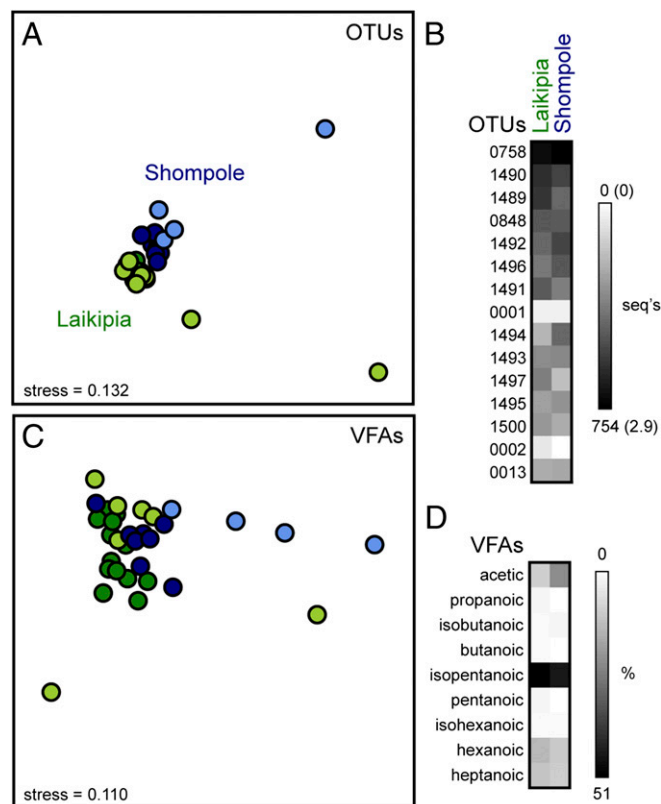 A
OTUs
Shompole
Laikipia
stress = 0.132
B
Laikipia
Shompole
OTUs
0758
1490
1489
0848
1492
1496
1491
0001
1494
1493
1497
1495
1500
0002
0013
0 (0)
seq's
754 (2.9)
C
VFAs
stress = 0.110
D
VFAs
acetic
propanoic
isobutanoic
butanoic
isopentanoic
pentanoic
isohexanoic
hexanoic
heptanoic
0
%
51